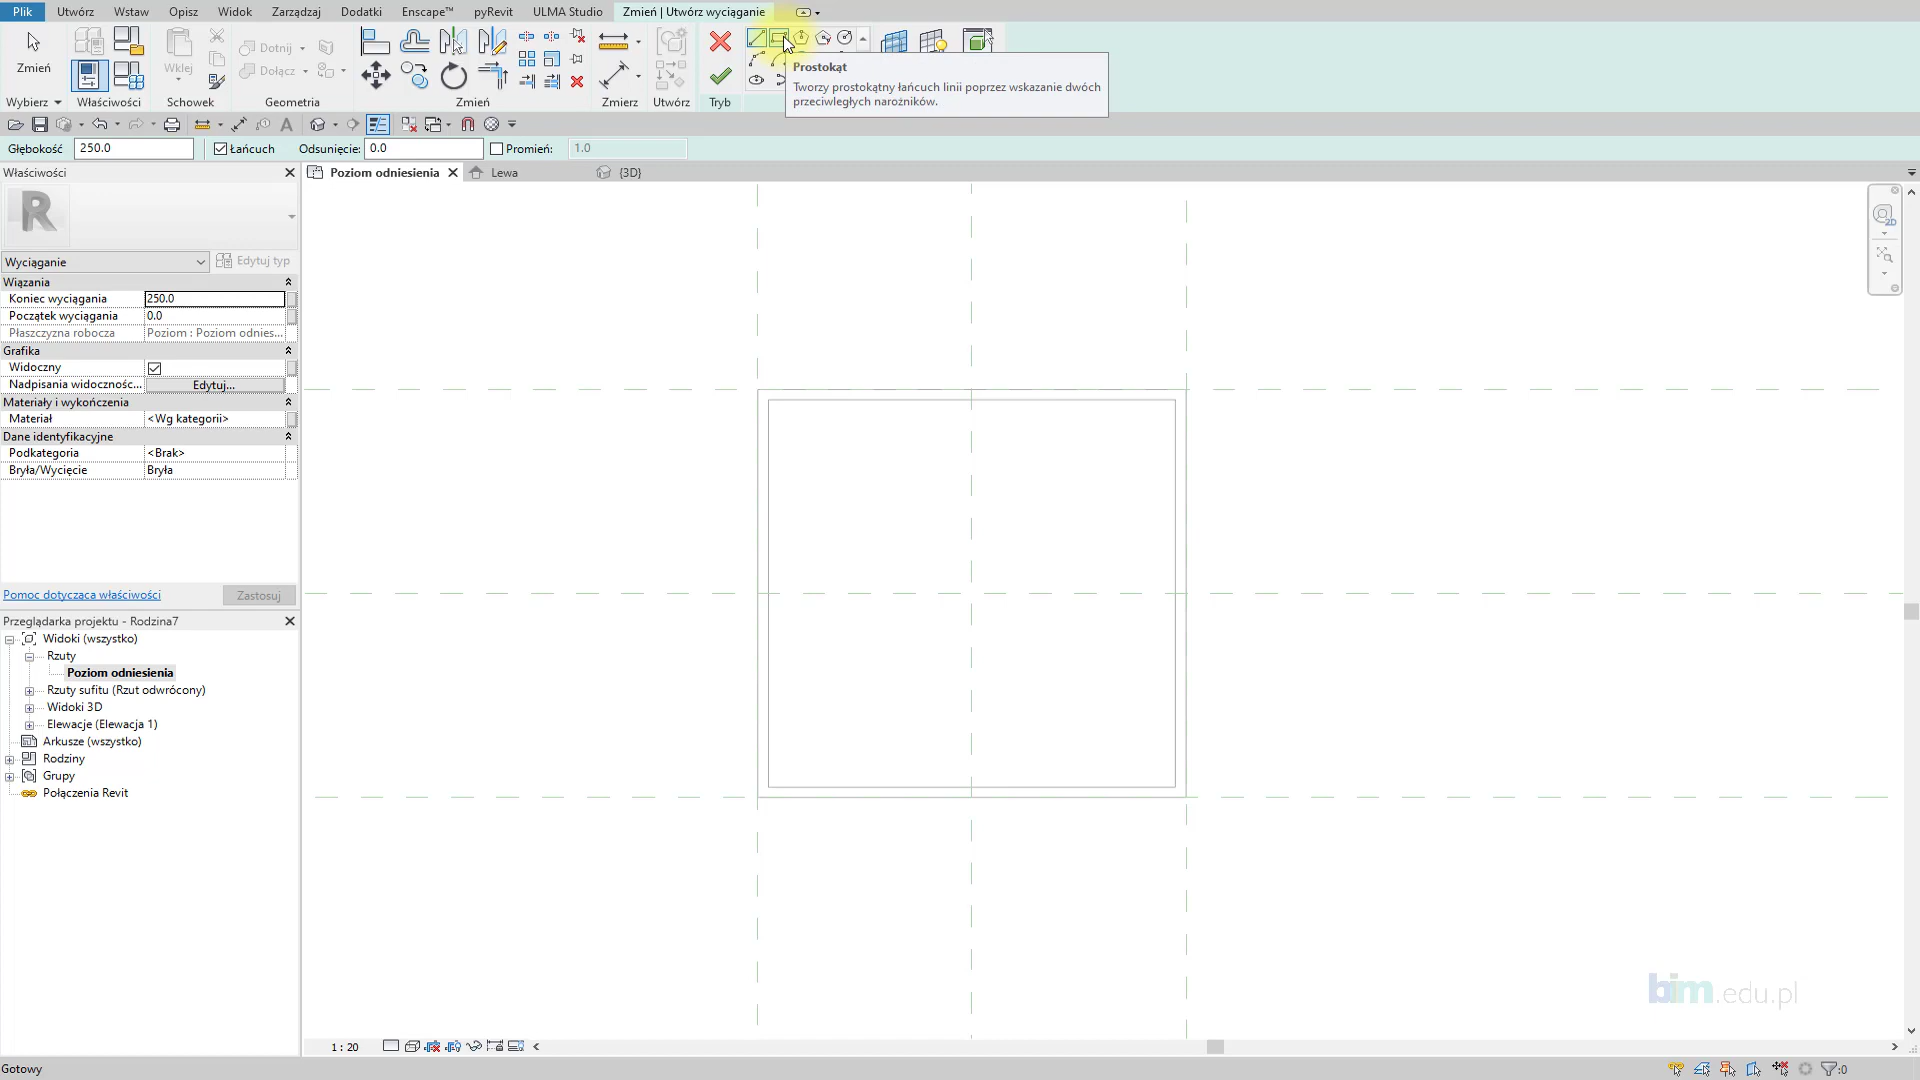 Plik Utwórz Wstaw Opisz Widok Zarządzaj Dodatki Enscape™ pyRevit ULMA Studio Zmień | Utwórz wyciąganie
Zmień Wklej Dotnij Dołącz
Wybierz Właściwości Schowek Geometria Zmień Zmierz Utwórz Tryb
Prostokąt
Tworzy prostokątny łańcuch linii poprzez wskazanie dwóch
przeciwległych narożników.
Głębokość 250.0 Łańcuch Odsunięcie: 0.0 Promień: 1.0
Właściwości
Poziom odniesienia Lewa {3D}
R
2D
Wyciąganie Edytuj typ
Wiązania
Koniec wyciągania 250.0
Początek wyciągania 0.0
Płaszczyzna robocza Poziom : Poziom odnies...
Grafika
Widoczny
Nadpisania widocznośc... Edytuj...
Materiały i wykończenia
Materiał <Wg kategorii>
Dane identyfikacyjne
Podkategoria <Brak>
Bryła/Wycięcie Bryła
Pomoc dotycząca właściwości Zastosuj
Przeglądarka projektu - Rodzina7
Widoki (wszystko)
Rzuty
Poziom odniesienia
Rzuty sufitu (Rzut odwrócony)
Widoki 3D
Elewacje (Elewacja 1)
Arkusze (wszystko)
Rodziny
Grupy
Połączenia Revit
bim.edu.pl
1 : 20
Gotowy :0